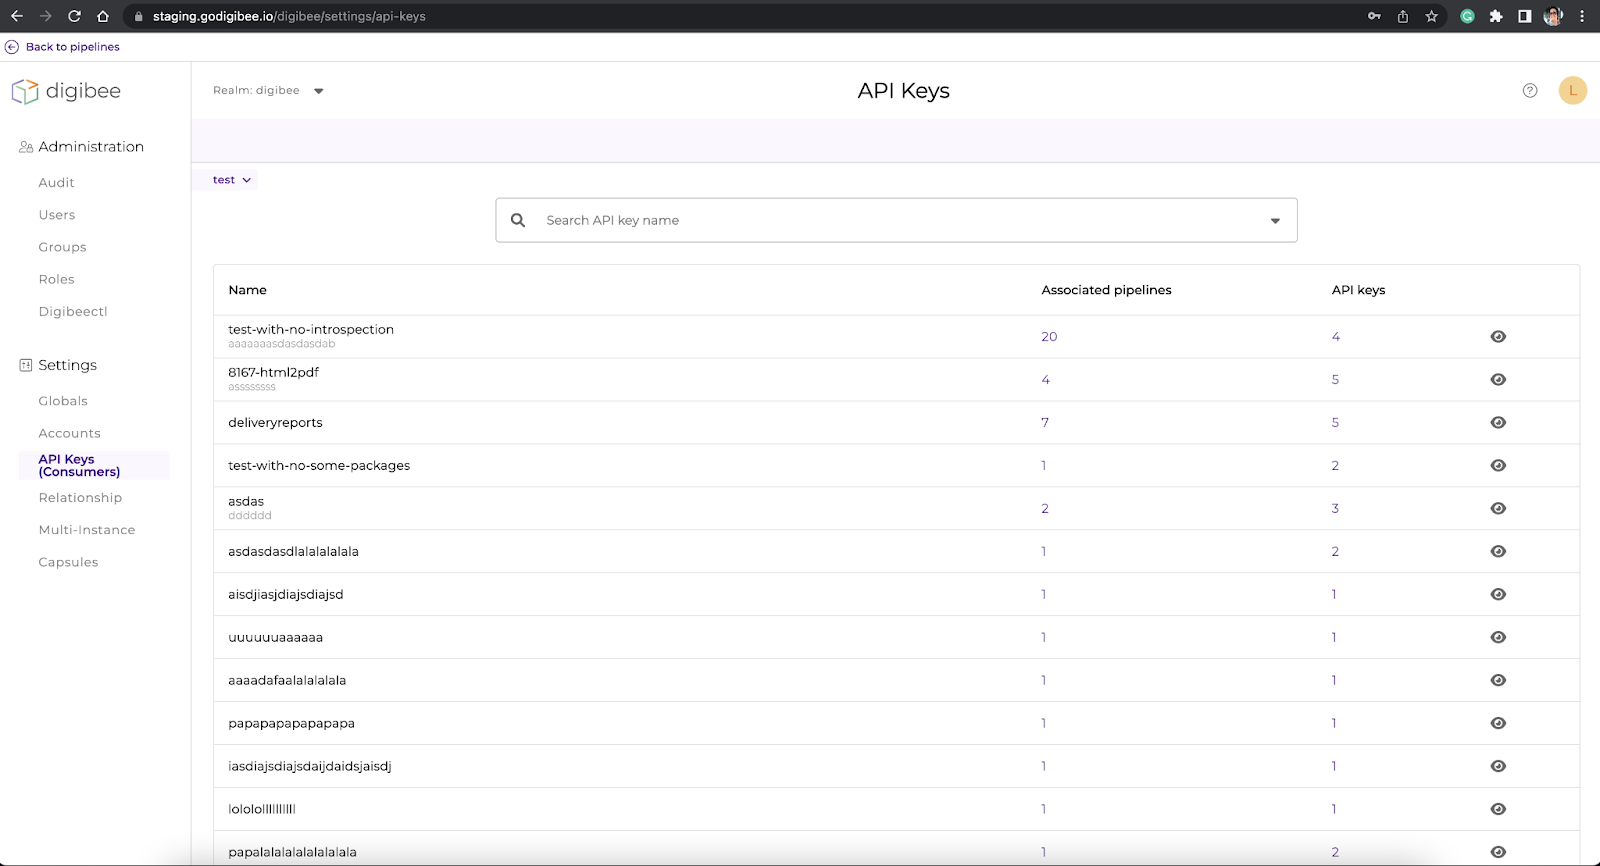 staging.godigibee.io/digibee/settings/api-keys
Back to pipelines
digibee
Realm: digibee
API Keys
L
Administration
Audit
Users
Groups
Roles
Digibeectl
Settings
Globals
Accounts
API Keys
(Consumers)
Relationship
Multi-Instance
Capsules
test
Search API key name
Name Associated pipelines API keys
test-with-no-introspection 20 4
aaaaaaasdasdasdab
8167-html2pdf 4 5
assssssss
deliveryreports 7 5
test-with-no-some-packages 1 2
asdas 2 3
dddddd
asdasdasdlalalalalala 1 2
aisdjiasjdiajsdiajsd 1 1
uuuuuuaaaaaa 1 1
aaaadafaalalalalala 1 1
papapapapapapapa 1 1
iasdiajsdiajsdaijdaidsjaisdj 1 1
lolololllllllllll 1 1
papalalalalalalalalala 1 2